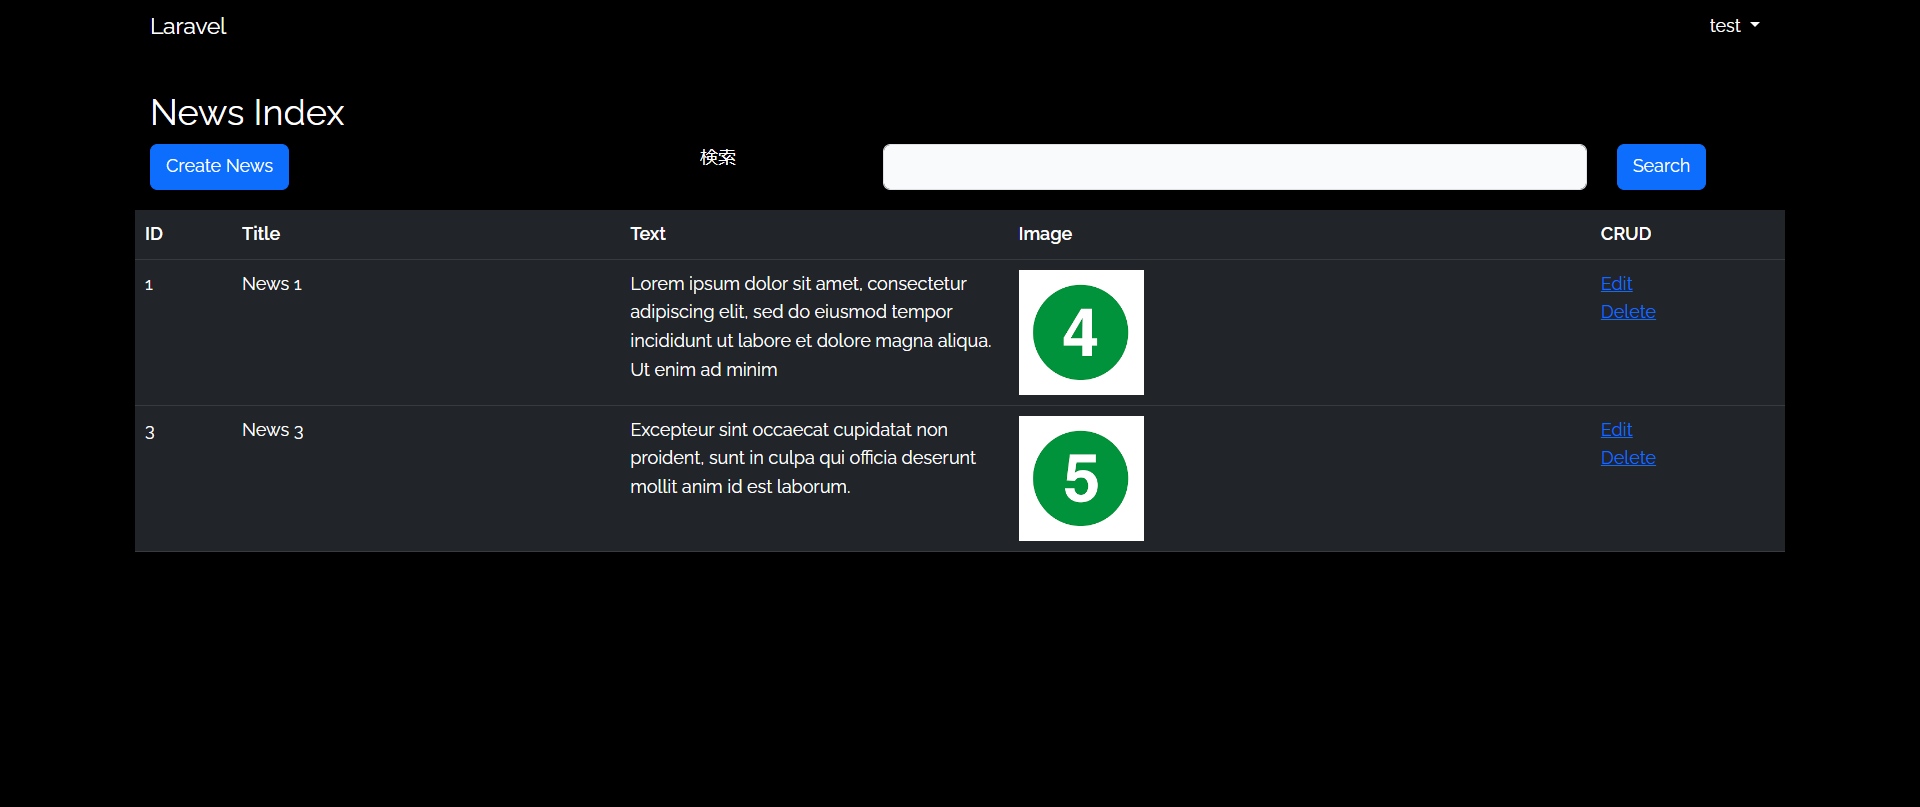 Laravel
test
News Index
Create News
検索
Search
ID Title Text Image CRUD
1 News 1 Lorem ipsum dolor sit amet, consectetur
adipiscing elit, sed do eiusmod tempor
incididunt ut labore et dolore magna aliqua.
Ut enim ad minim
4
Edit
Delete
3 News 3 Excepteur sint occaecat cupidatat non
proident, sunt in culpa qui officia deserunt
mollit anim id est laborum.
5
Edit
Delete